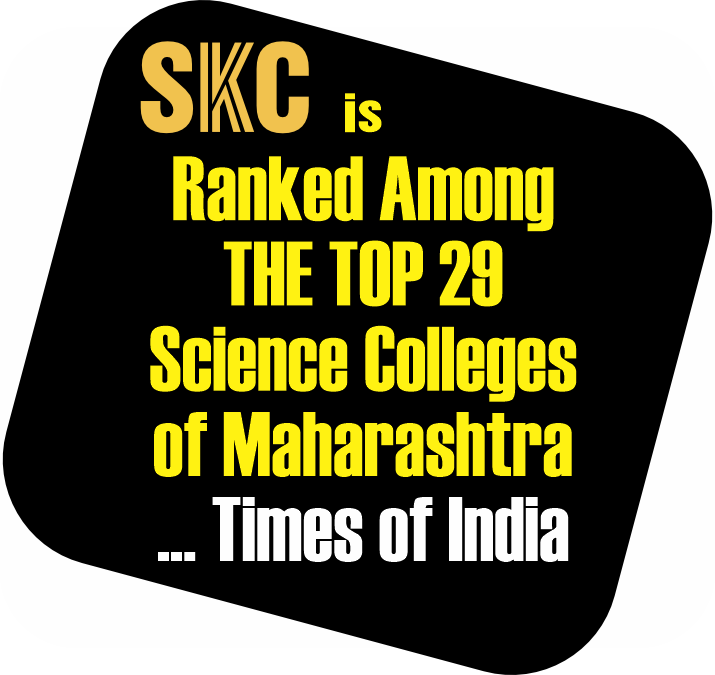 SKC is
Ranked Among
THE TOP 29
Science Colleges
of Maharashtra
... Times of India